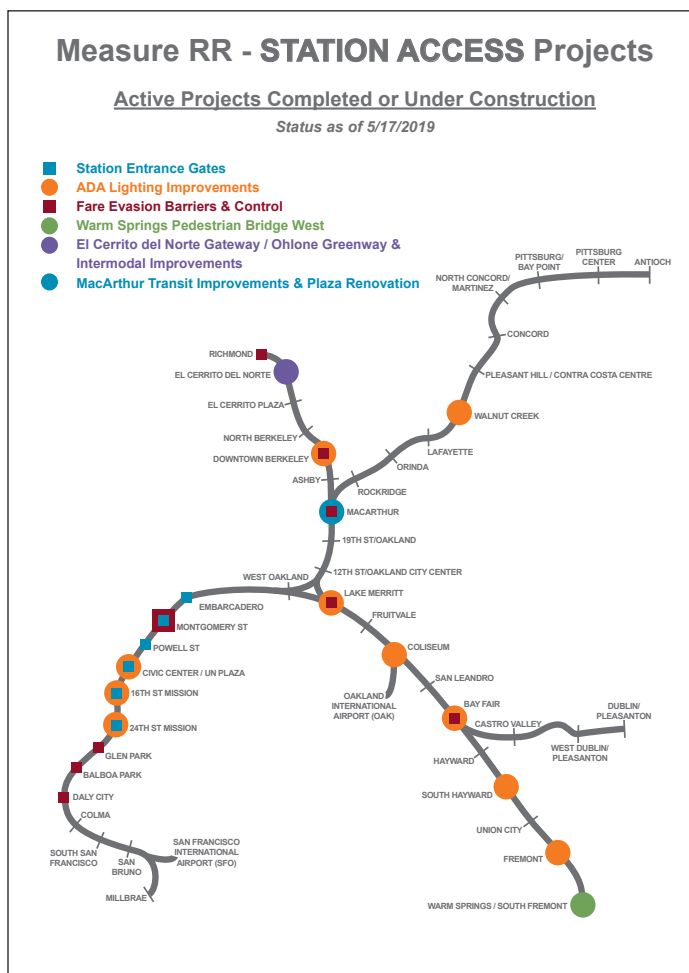 Measure RR - STATION ACCESS Projects
Active Projects Completed or Under Construction
Status as of 5/17/2019
Station Entrance Gates
ADA Lighting Improvements
Fare Evasion Barriers & Control
Warm Springs Pedestrian Bridge West
El Cerrito del Norte Gateway / Ohlone Greenway &
Intermodal Improvements
MacArthur Transit Improvements & Plaza Renovation
PITTSBURG/
BAY POINT
PITTSBURG
CENTER
ANTIOCH
NORTH CONCORD/
MARTINEZ
CONCORD
RICHMOND
EL CERRITO DEL NORTE
PLEASANT HILL / CONTRA COSTA CENTRE
EL CERRITO PLAZA
WALNUT CREEK
NORTH BERKELEY
LAFAYETTE
DOWNTOWN BERKELEY
ORINDA
ASHBY
ROCKRIDGE
MACARTHUR
19TH ST/OAKLAND
12TH ST/OAKLAND CITY CENTER
WEST OAKLAND
LAKE MERRITT
EMBARCADERO
FRUITVALE
MONTGOMERY ST
POWELL ST
COLISEUM
CIVIC CENTER / UN PLAZA
SAN LEANDRO
16TH ST MISSION
OAKLAND
INTERNATIONAL
AIRPORT (OAK)
BAY FAIR
DUBLIN/
PLEASANTON
24TH ST MISSION
CASTRO VALLEY
GLEN PARK
WEST DUBLIN/
PLEASANTON
HAYWARD
BALBOA PARK
SOUTH HAYWARD
DALY CITY
COLMA
UNION CITY
SOUTH SAN
FRANCISCO
SAN
BRUNO
SAN FRANCISCO
INTERNATIONAL
AIRPORT (SFO)
FREMONT
MILLBRAE
WARM SPRINGS / SOUTH FREMONT